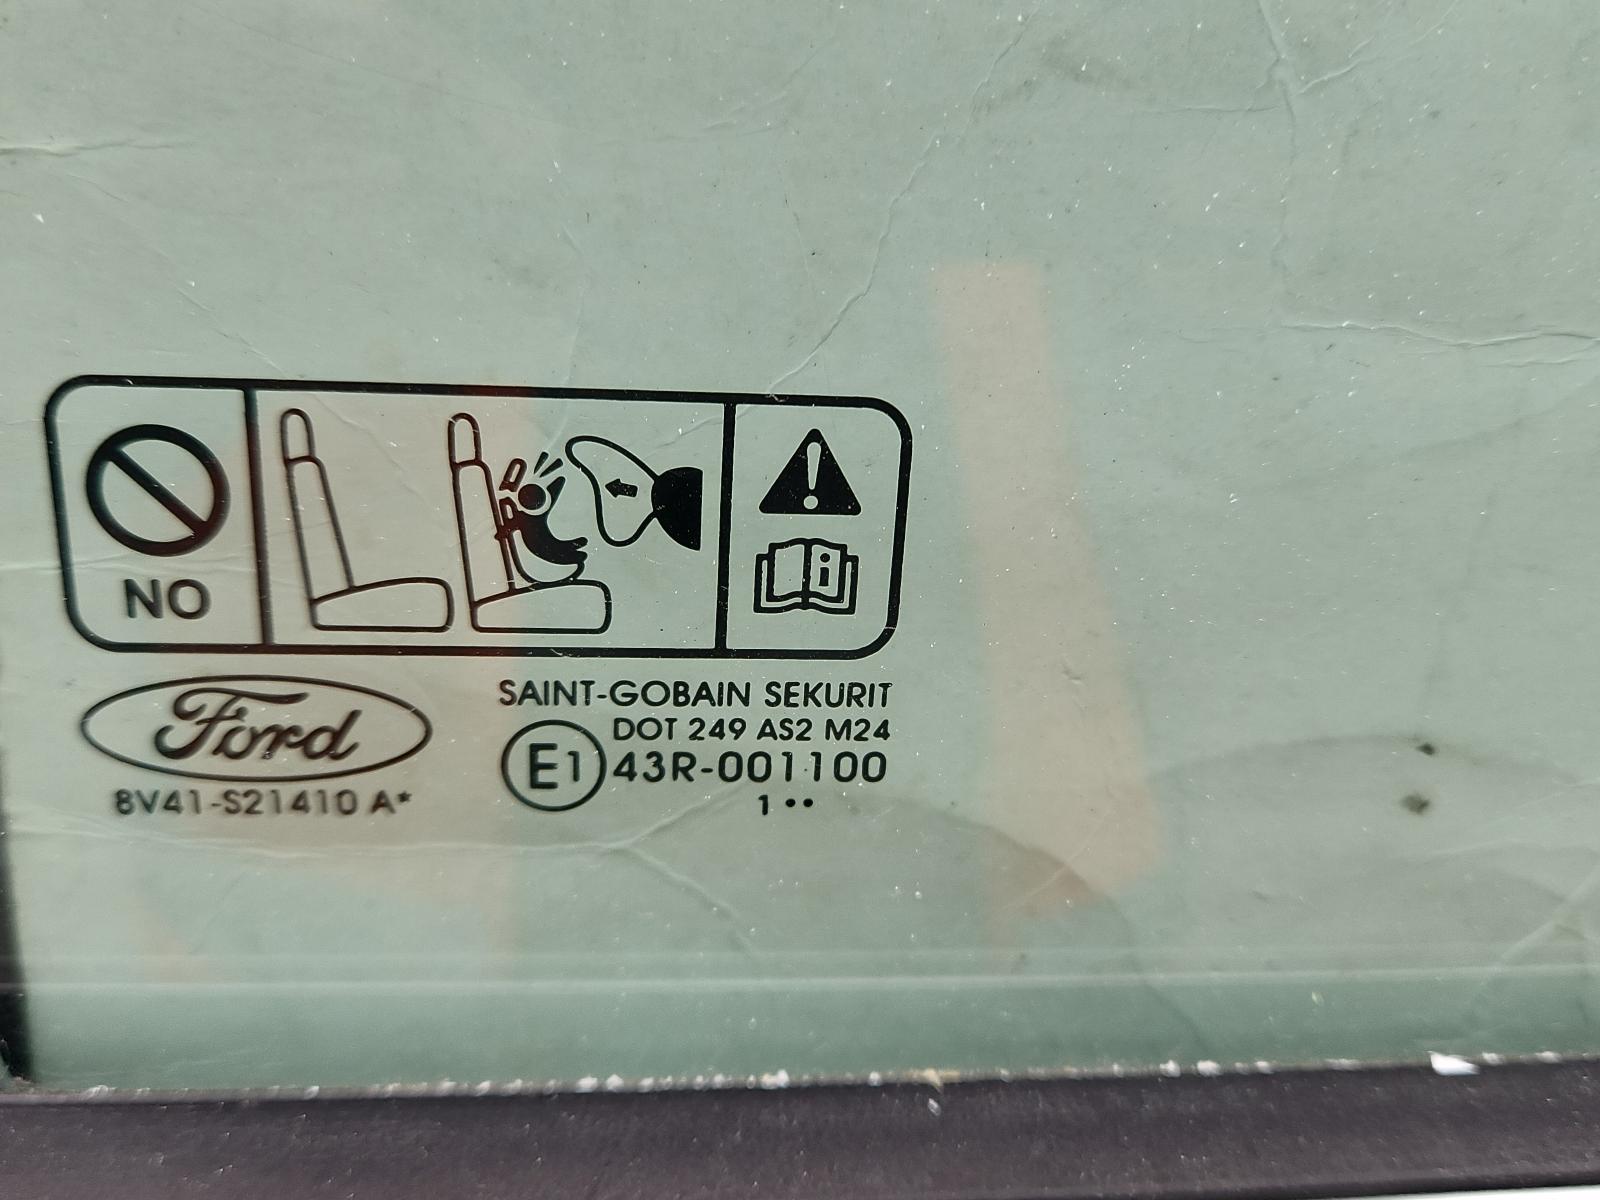 NO
Ford
8V41-S21410 A*
SAINT-GOBAIN SEKURIT
DOT 249 AS2 M24
E1 43R-001100
1 ••